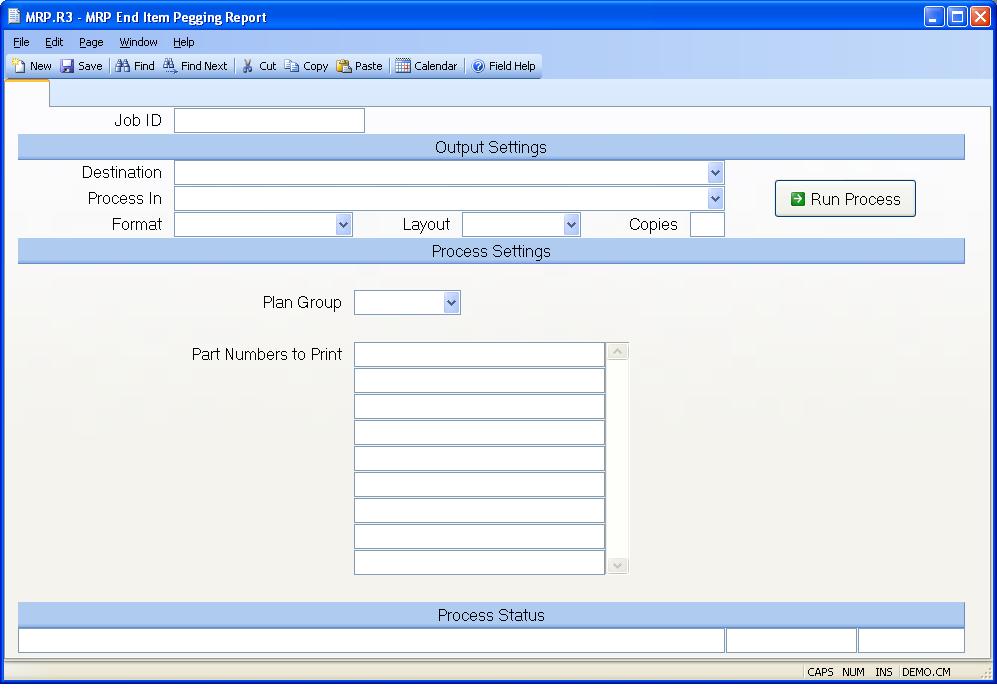 MRP.R3 - MRP End Item Pegging Report
File Edit Page Window Help
New Save Find Find Next Cut Copy Paste Calendar Field Help
Job ID
Output Settings
Destination
Process In
Run Process
Format Layout Copies
Process Settings
Plan Group
Part Numbers to Print
Process Status
CAPS NUM INS DEMO.CM